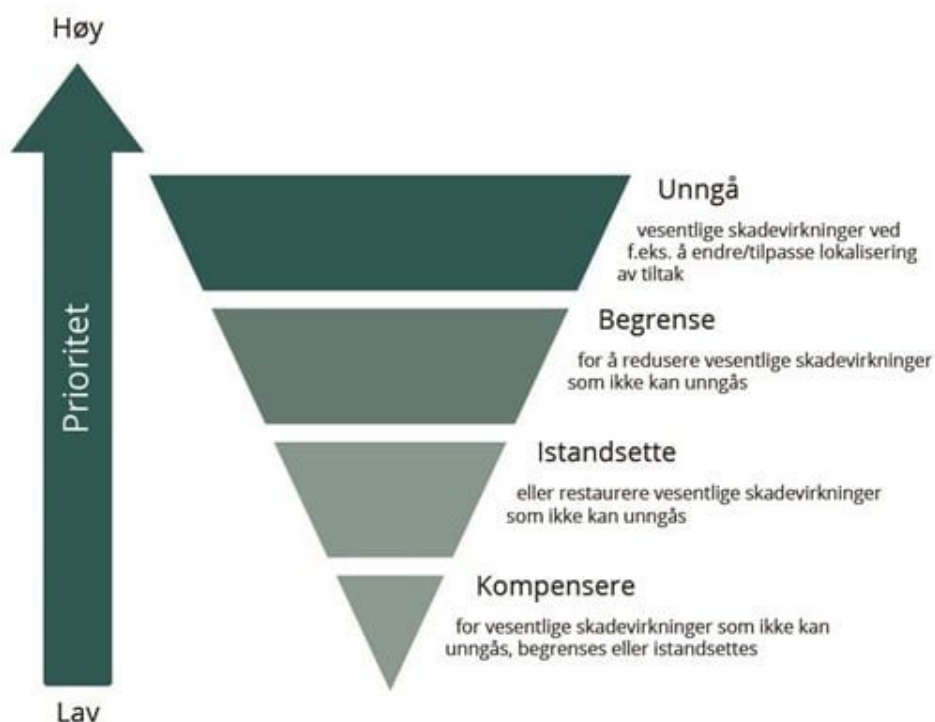 Høy
Prioritet
Unngå
vesentlige skadevirkninger ved
f.eks. å endre/tilpasse lokalisering
av tiltak
Begrense
for å redusere vesentlige skadevirkninger
som ikke kan unngås
Istandsette
eller restaurere vesentlige skadevirkninger
som ikke kan unngås
Kompensere
for vesentlige skadevirkninger som ikke kan
unngås, begrenses eller istandsettes
Lav